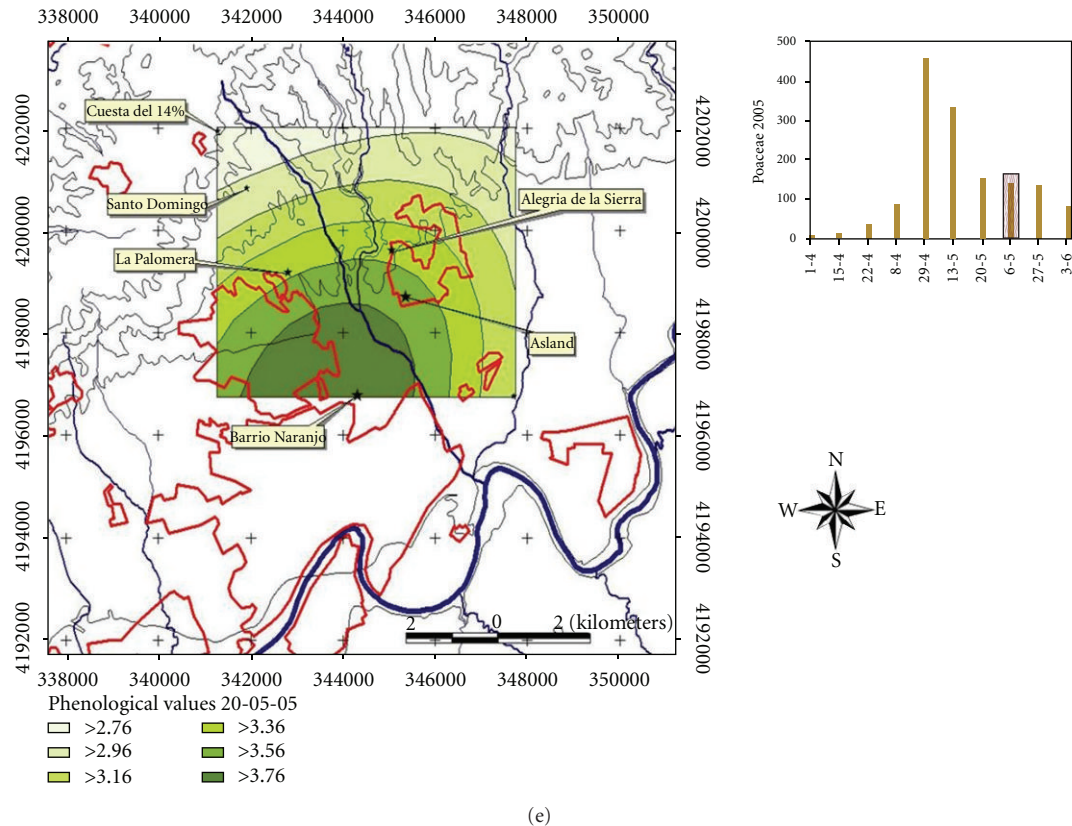 338000 340000 342000 344000 346000 348000 350000
4202000
4200000
4198000
4196000
4194000
4192000
Cuesta del 14%
Santo Domingo
Alegria de la Sierra
La Palomera
Asland
Barrio Naranjo
2 0 2 (kilometers)
4202000
4200000
4198000
4196000
4194000
4192000
338000 340000 342000 344000 346000 348000 350000
Phenological values 20-05-05
>2.76 >3.36
>2.96 >3.56
>3.16 >3.76
Poaceae 2005
500
400
300
200
100
0
1-4 15-4 22-4 8-4 29-4 13-5 20-5 6-5 27-5 3-6
N
W E
S
(e)